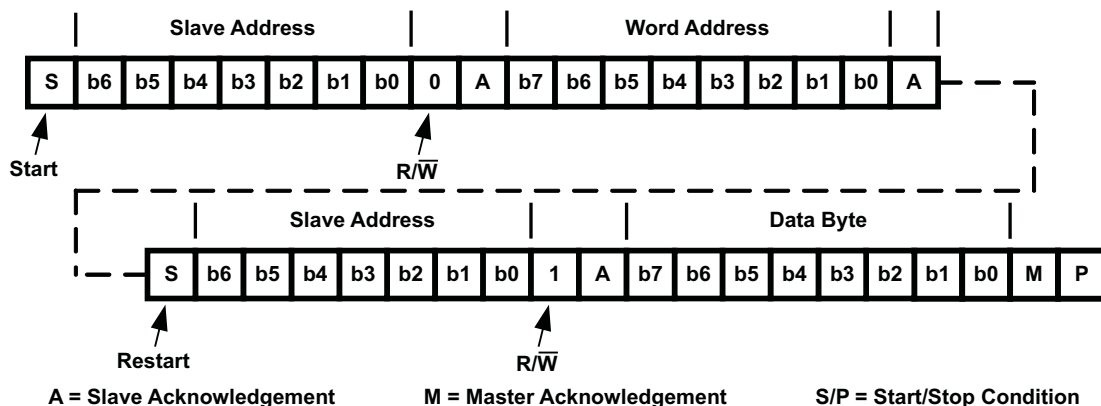 Slave Address Word Address
S b6 b5 b4 b3 b2 b1 b0 0 A b7 b6 b5 b4 b3 b2 b1 b0 A
Start R/W̅
Slave Address Data Byte
S b6 b5 b4 b3 b2 b1 b0 1 A b7 b6 b5 b4 b3 b2 b1 b0 M P
Restart R/W̅
A = Slave Acknowledgement M = Master Acknowledgement S/P = Start/Stop Condition